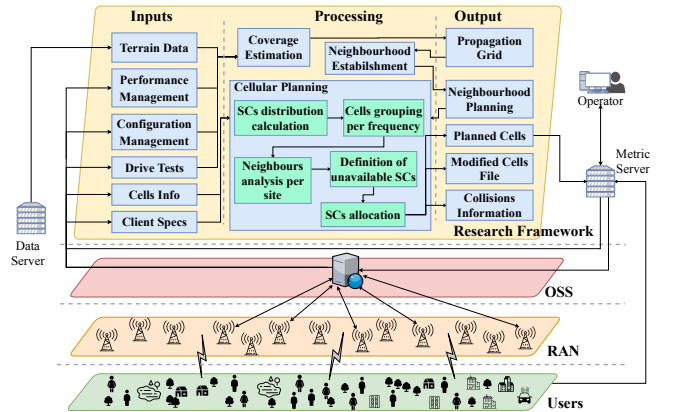 Inputs
Processing
Output
Terrain Data
Performance
Management
Configuration
Management
Drive Tests
Cells Info
Client Specs
Coverage
Estimation
Neighbourhood
Estabilshment
Cellular Planning
SCs distribution
calculation
Cells grouping
per frequency
Neighbours
analysis per
site
Definition of
unavailable SCs
SCs allocation
Propagation
Grid
Neighbourhood
Planning
Planned Cells
Modified Cells
File
Collisions
Information
Research Framework
Data
Server
Operator
Metric
Server
OSS
RAN
Users